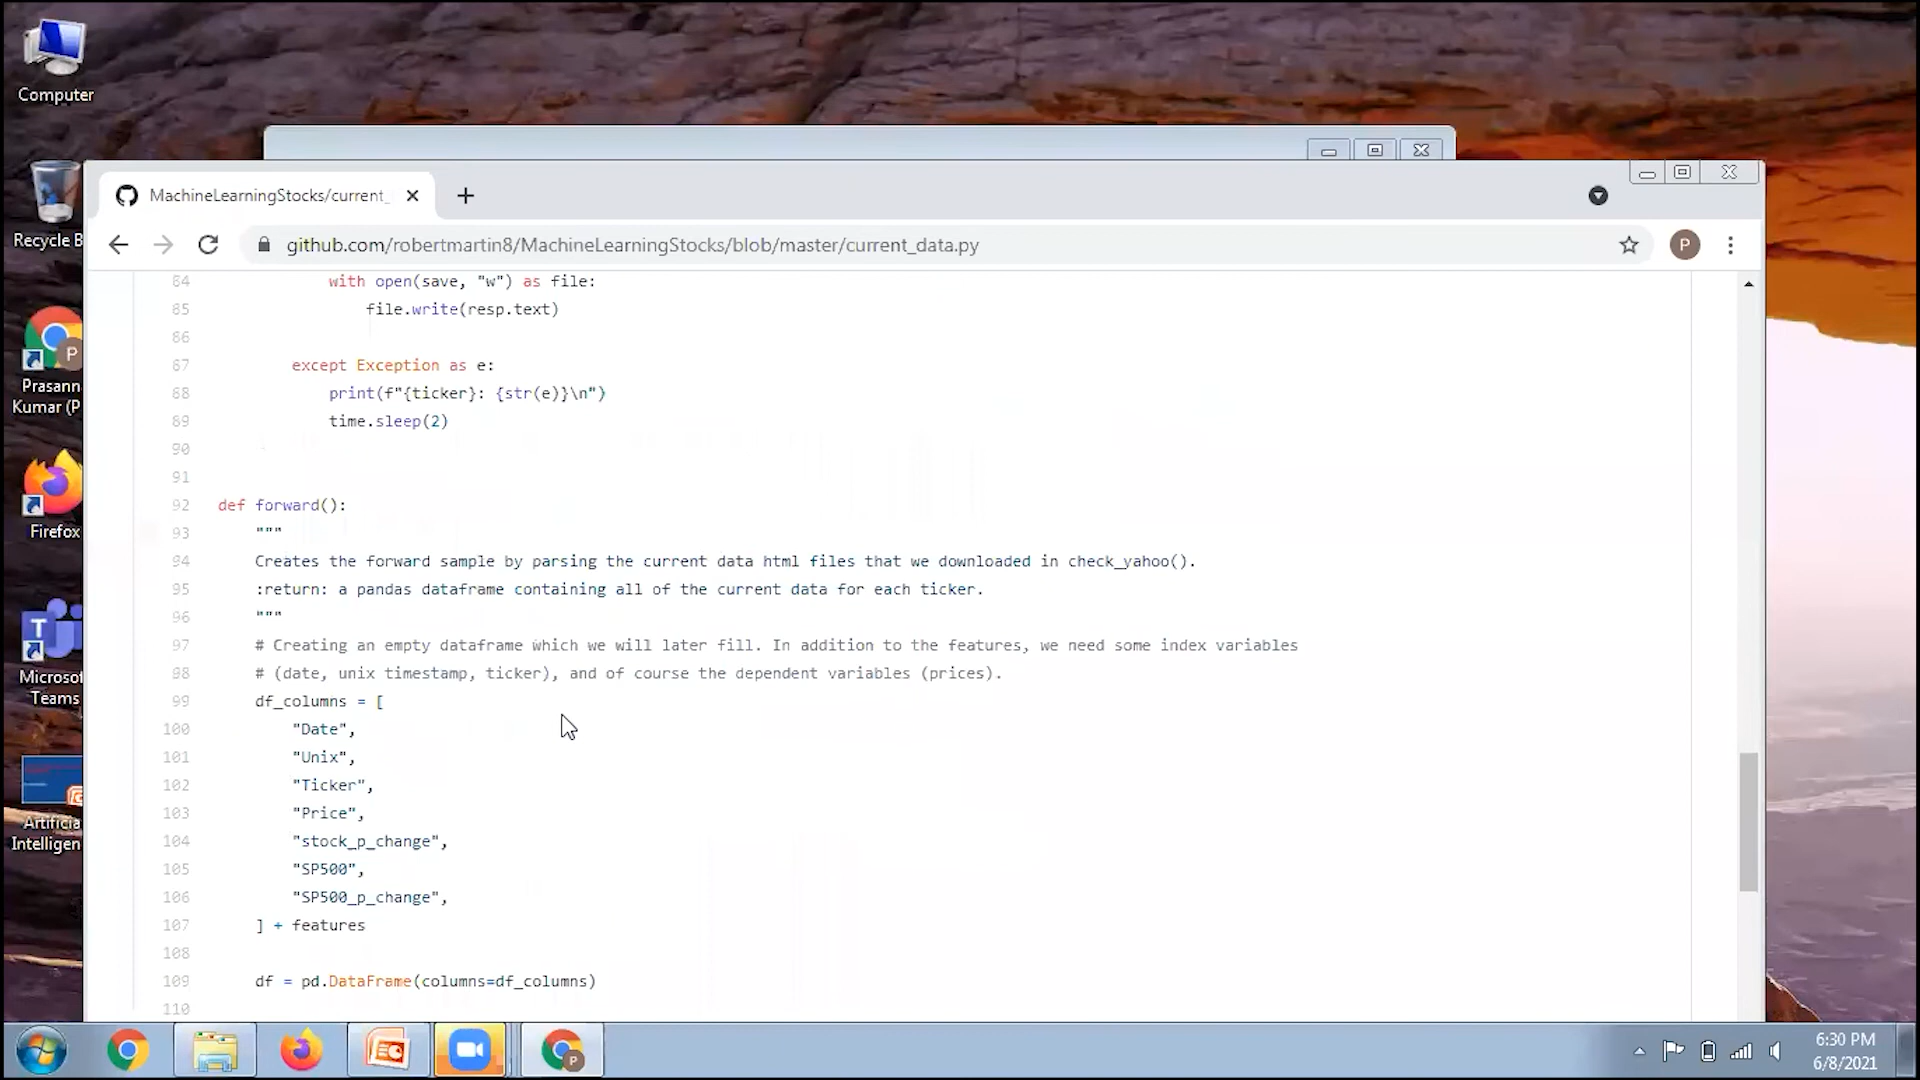 Computer
Recycle B
Prasann
Kumar (P
Firefox
Microsof
Teams
Artificia
Intelligen
MachineLearningStocks/current_
github.com/robertmartin8/MachineLearningStocks/blob/master/current_data.py
P
84 with open(save, "w") as file:
85 file.write(resp.text)
86
87 except Exception as e:
88 print(f"{ticker}: {str(e)}\n")
89 time.sleep(2)
90
91
92 def forward():
93 """
94 Creates the forward sample by parsing the current data html files that we downloaded in check_yahoo().
95 :return: a pandas dataframe containing all of the current data for each ticker.
96 """
97 # Creating an empty dataframe which we will later fill. In addition to the features, we need some index variables
98 # (date, unix timestamp, ticker), and of course the dependent variables (prices).
99 df_columns = [
100 "Date",
101 "Unix",
102 "Ticker",
103 "Price",
104 "stock_p_change",
105 "SP500",
106 "SP500_p_change",
107 ] + features
108
109 df = pd.DataFrame(columns=df_columns)
110
6:30 PM
6/8/2021